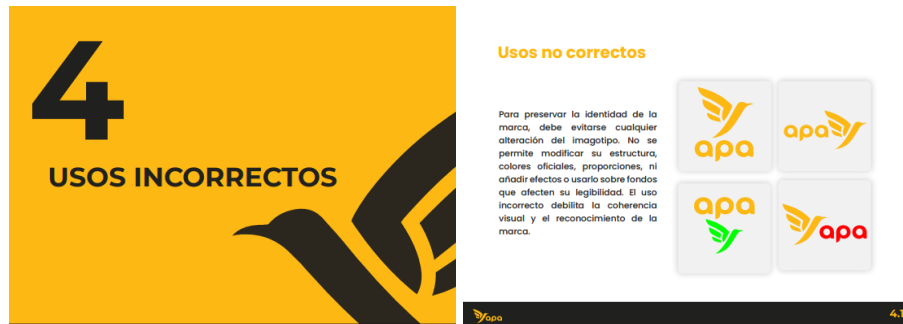 4
USOS INCORRECTOS
Usos no correctos
Para preservar la identidad de la
marca, debe evitarse cualquier
alteración del imagotipo. No se
permite modificar su estructura,
colores oficiales, proporciones, ni
añadir efectos o usarlo sobre fondos
que afecten su legibilidad. El uso
incorrecto debilita la coherencia
visual y el reconocimiento de la
marca.
apa
apa
apa
apa
apa
4.1